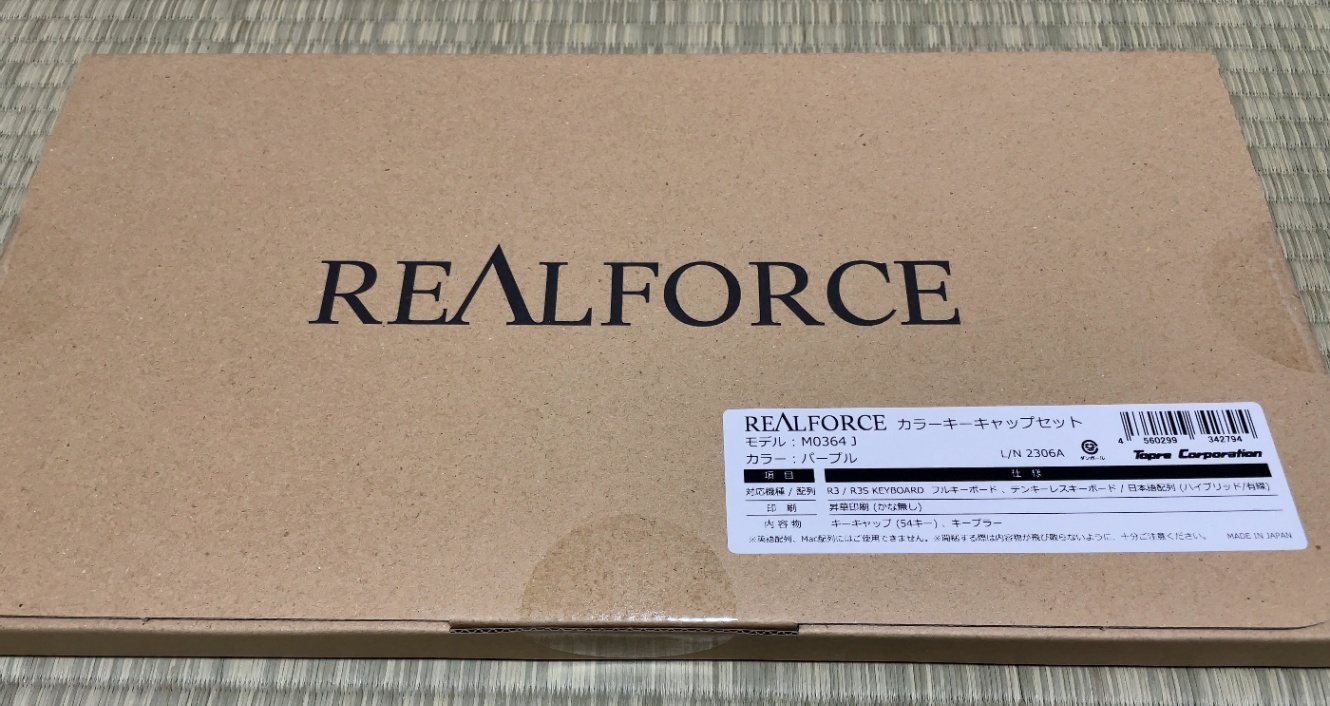 REALFORCE
REALFORCE カラーキーキャップセット
モデル : M0364 J
カラー : パープル
L/N 2306A
ダンボール
4 560299 342794
Topre Corporation
項 目 仕 様
対応機種 / 配列 R3 / R3S KEYBOARD フルキーボード 、テンキーレスキーボード / 日本語配列 (ハイブリッド/有線)
印 刷 昇華印刷 (かな無し)
内 容 物 キーキャップ (54キー) 、キープラー
※英語配列、Mac配列にはご使用できません。※開梱する際は内容物が飛び散らないように、十分ご注意ください。 MADE IN JAPAN